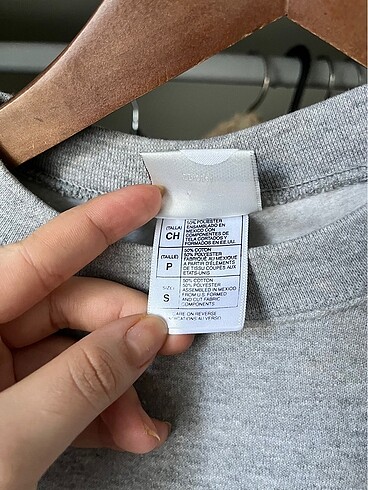 (TALLA)
CH
50% POLIESTER
ENSAMBLADO EN
MEXICO CON
COMPONENTES DE
TELA CORTADOS Y
FORMADOS EN EE.UU.
(TAILLE)
P
50% COTON
50% POLYESTER
FABRIQUÉ AU MEXIQUE
A PARTIR D'ÉLÉMENTS
DE TISSU COUPÉS AUX
ETATS-UNIS
SIZE
S
50% COTTON
50% POLYESTER
ASSEMBLED IN MEXICO
FROM U.S. FORMED
AND CUT FABRIC
COMPONENTS
ON REVERSE
AU VERSO